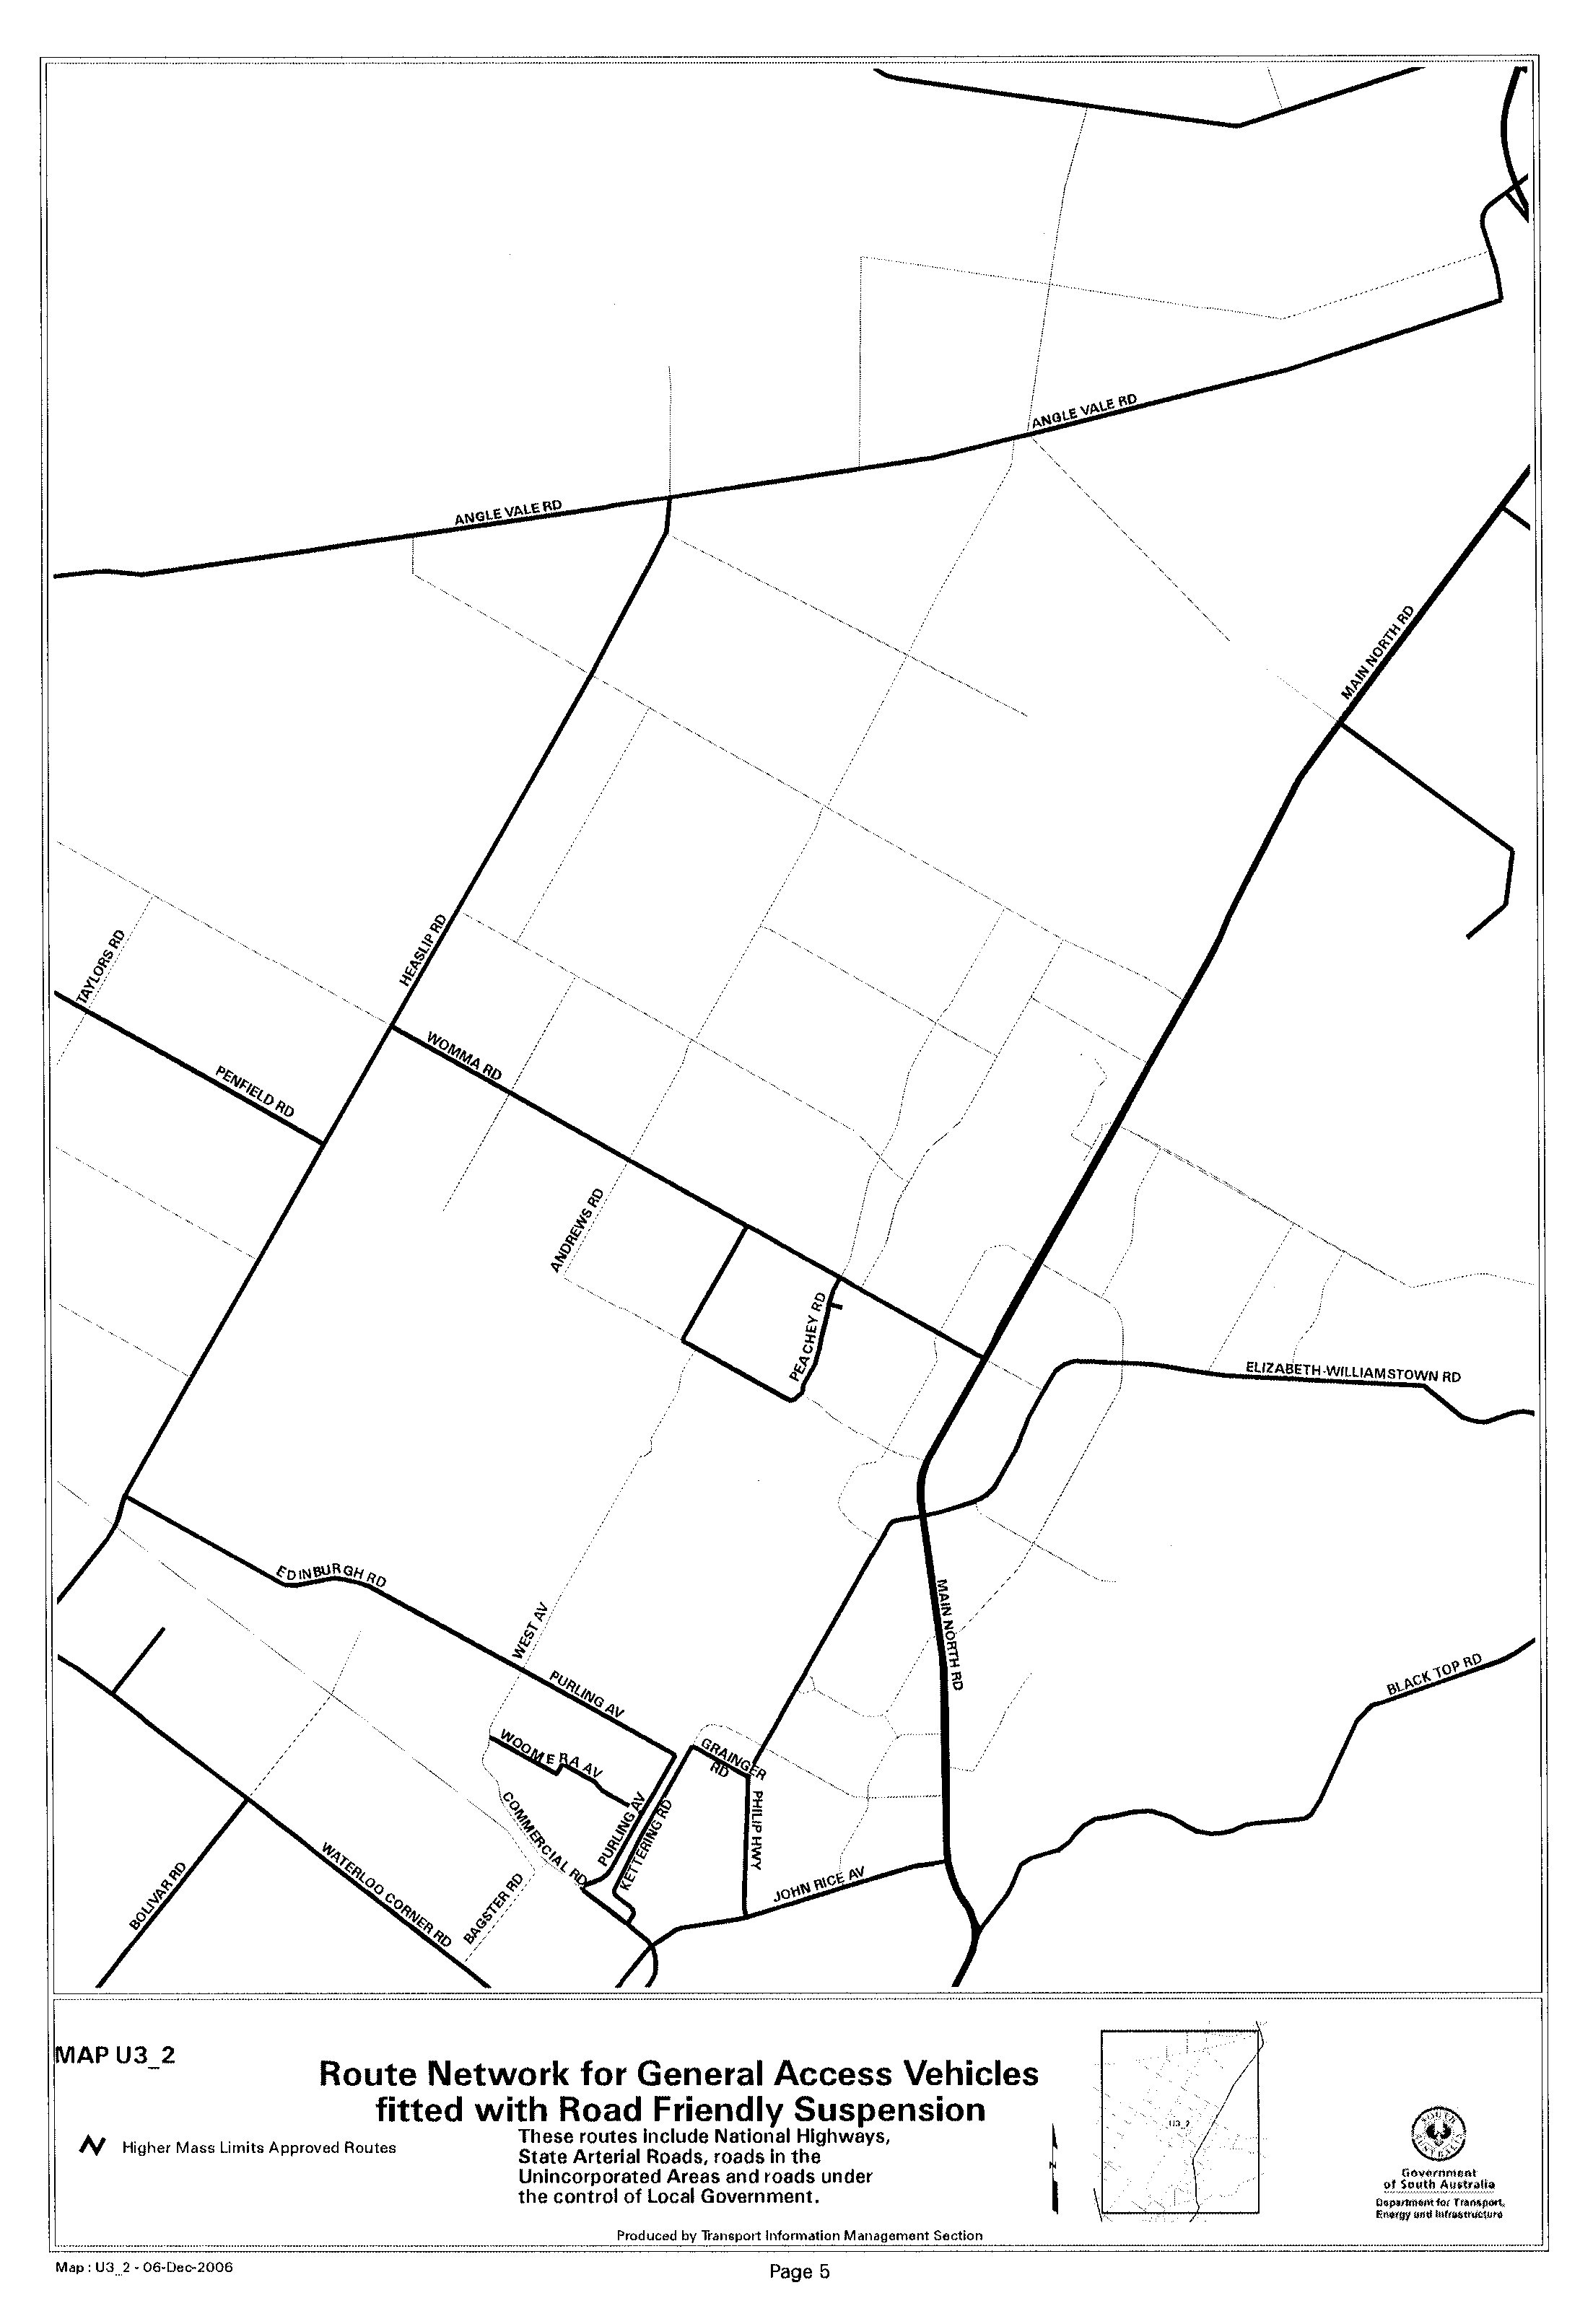 ANGLE VALE RD
ANGLE VALE RD
MAIN NORTH RD
TAYLORS RD
HEASLIP RD
WOMMA RD
PENFIELD RD
ANDREWS RD
PEACHEY RD
ELIZABETH-WILLIAMSTOWN RD
EDINBURGH RD
WEST AV
MAIN NORTH RD
PURLING AV
BLACK TOP RD
WOOMERA AV
GRAINGER
RD
COMMERCIAL RD
PURLING AV
KETTERING RD
PHILIP HWY
JOHN RICE AV
BOLIVAR RD
WATERLOO CORNER RD
BAGSTER RD
MAP U3_2
Route Network for General Access Vehicles
fitted with Road Friendly Suspension
These routes include National Highways,
State Arterial Roads, roads in the
Unincorporated Areas and roads under
the control of Local Government.
Higher Mass Limits Approved Routes
N
U3_2
SOUTH
AUSTRALIA
Government
of South Australia
Department for Transport,
Energy and Infrastructure
Produced by Transport Information Management Section
Map : U3_2 - 06-Dec-2006
Page 5